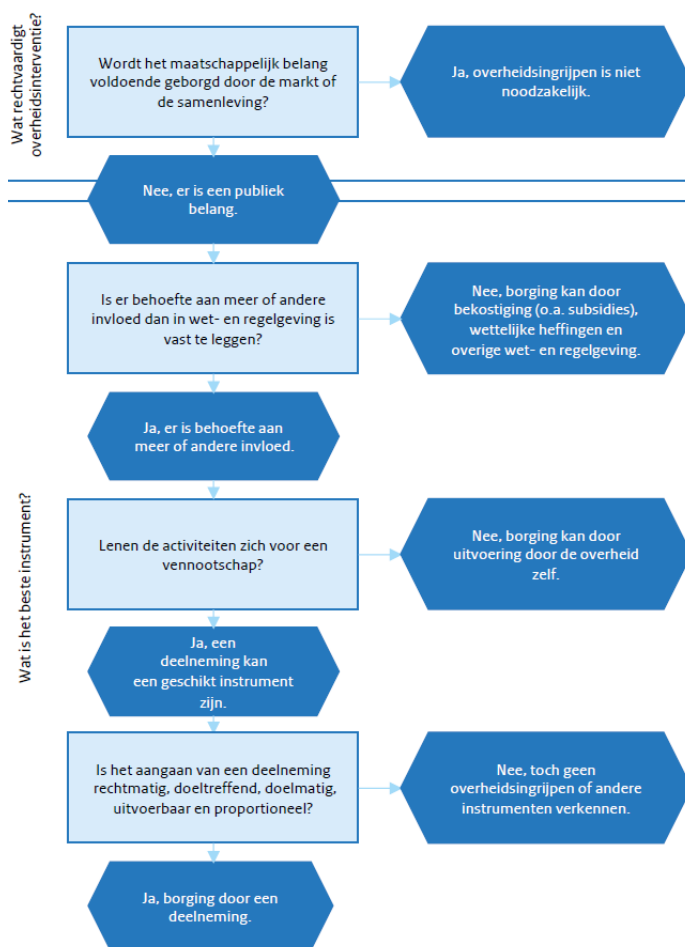 Wat rechtvaardigt
overheidsinterventie?
Wordt het maatschappelijk belang
voldoende geborgd door de markt of
de samenleving?
Ja, overheidsingrijpen is niet
noodzakelijk.
Nee, er is een publiek
belang.
Wat is het beste instrument?
Is er behoefte aan meer of andere
invloed dan in wet- en regelgeving is
vast te leggen?
Nee, borging kan door
bekostiging (o.a. subsidies),
wettelijke heffingen en
overige wet- en regelgeving.
Ja, er is behoefte aan
meer of andere invloed.
Lenen de activiteiten zich voor een
vennootschap?
Nee, borging kan door
uitvoering door de overheid
zelf.
Ja, een
deelneming kan
een geschikt instrument
zijn.
Is het aangaan van een deelneming
rechtmatig, doeltreffend, doelmatig,
uitvoerbaar en proportioneel?
Nee, toch geen
overheidsingrijpen of andere
instrumenten verkennen.
Ja, borging door een
deelneming.